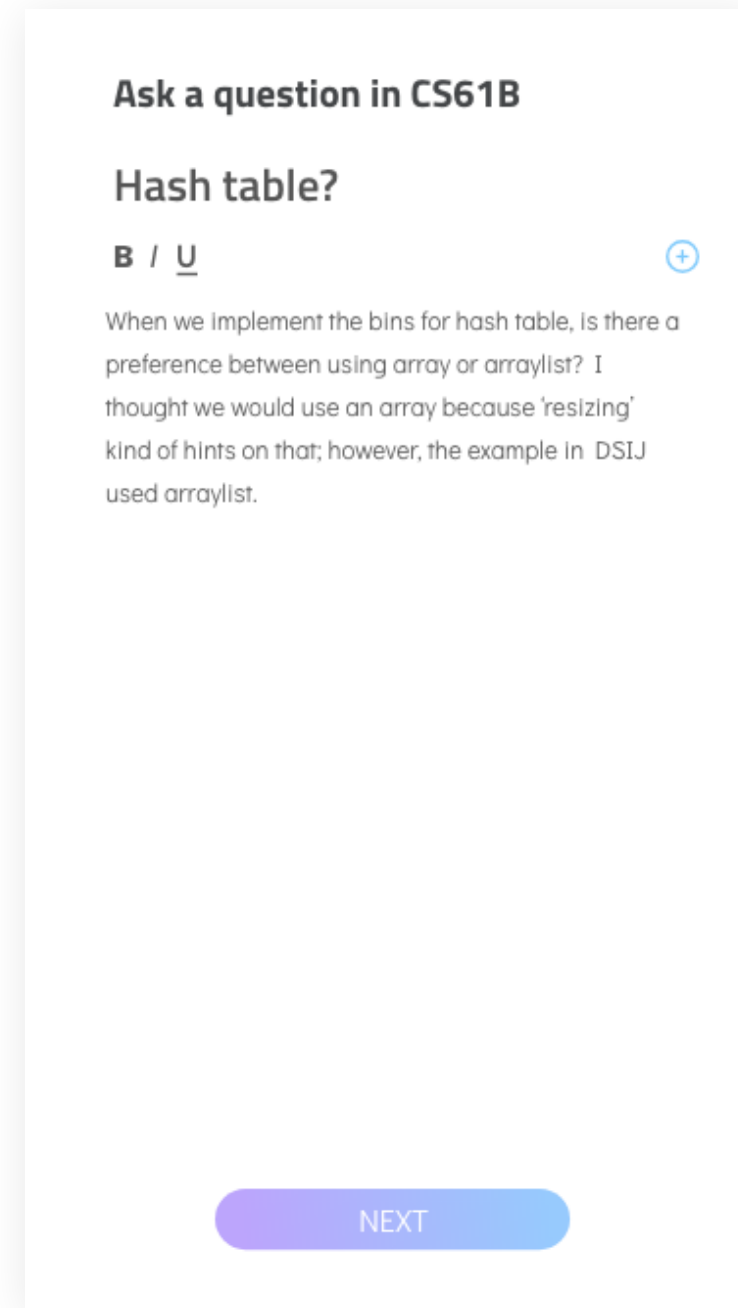 Ask a question in CS61B
Hash table?
B I U
When we implement the bins for hash table, is there a
preference between using array or arraylist? I
thought we would use an array because 'resizing'
kind of hints on that; however, the example in DSIJ
used arraylist.
NEXT